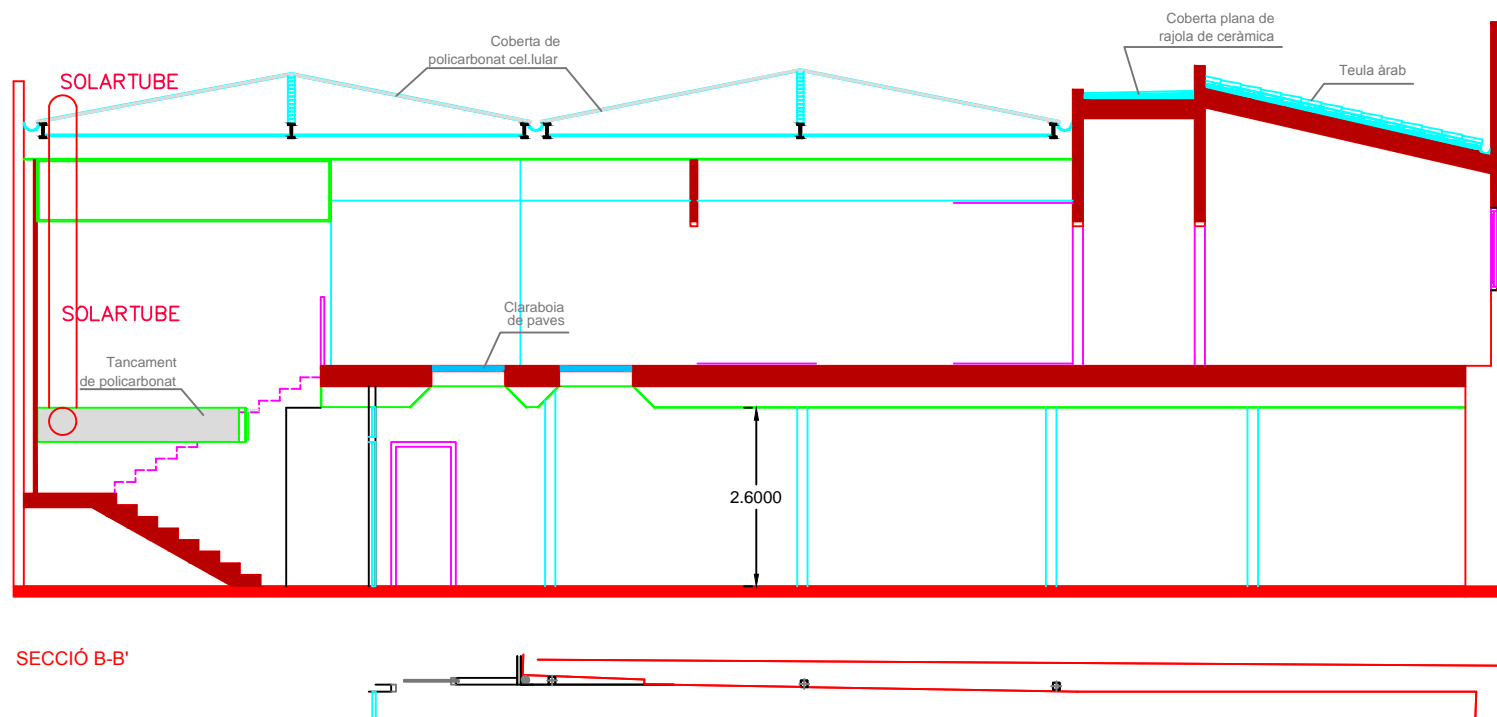 Coberta plana de
rajola de ceràmica
Coberta de
policarbonat cel.lular
Teula àrab
SOLARTUBE
SOLARTUBE
Claraboia
de paves
Tancament
de policarbonat
2.6000
SECCIÓ B-B'